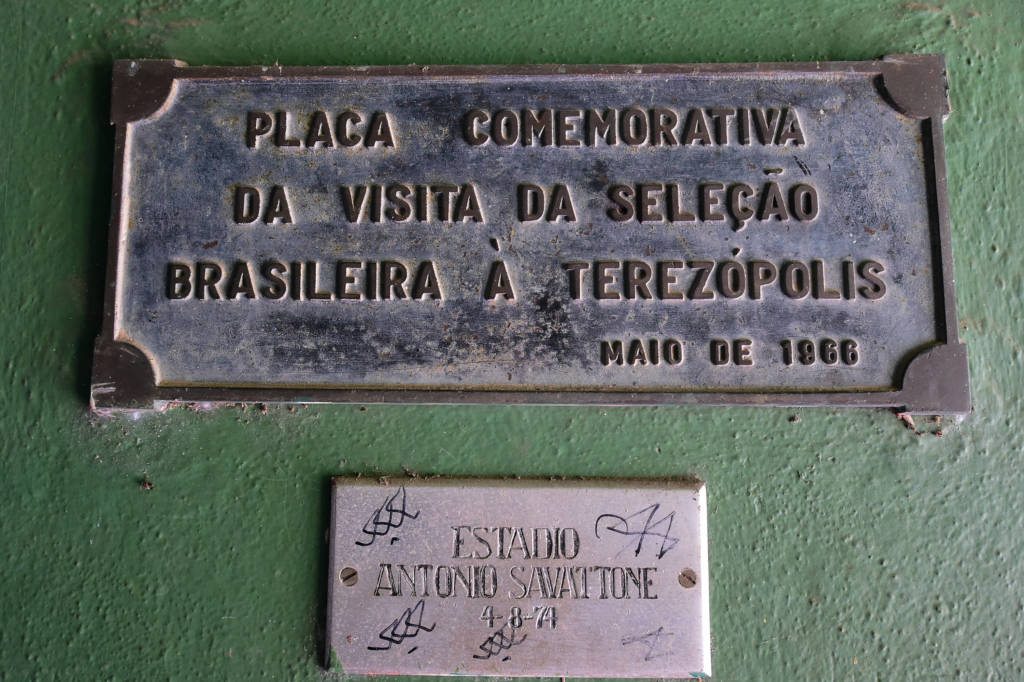 PLACA COMEMORATIVA
DA VISITA DA SELEÇÃO
BRASILEIRA À TEREZÓPOLIS
MAIO DE 1966
ESTADIO
ANTONIO SAVATTONE
4-8-74